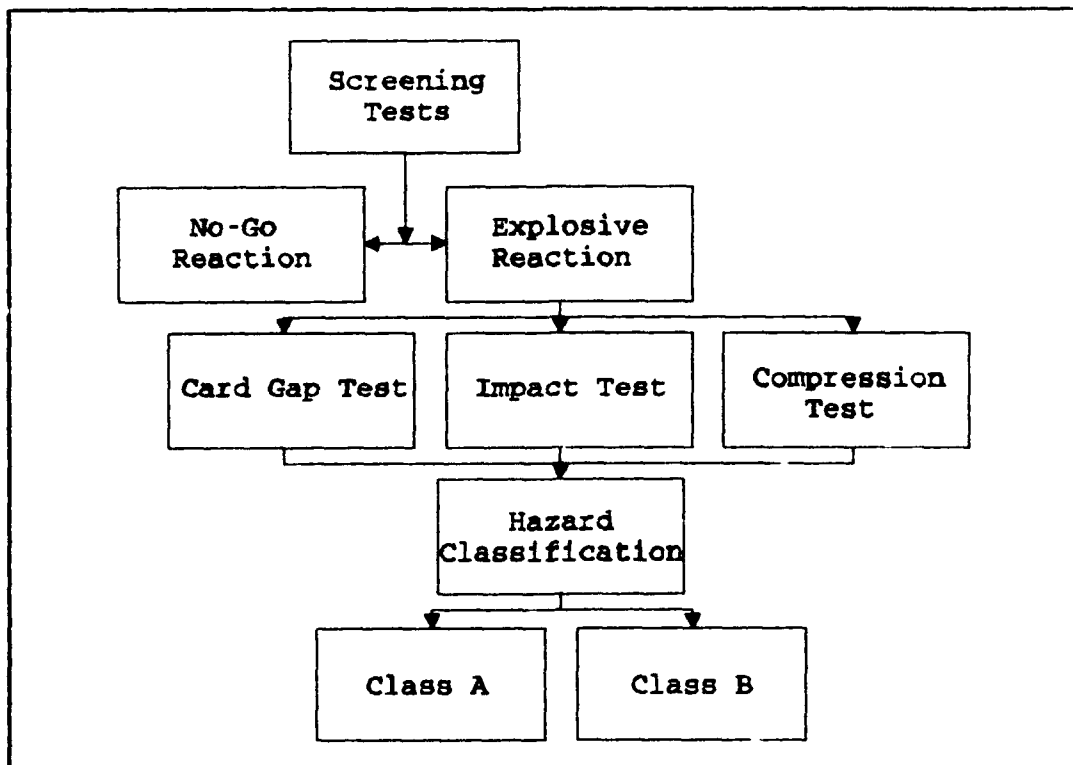 Screening
Tests
No-Go
Reaction
Explosive
Reaction
Card Gap Test
Impact Test
Compression
Test
Hazard
Classification
Class A
Class B